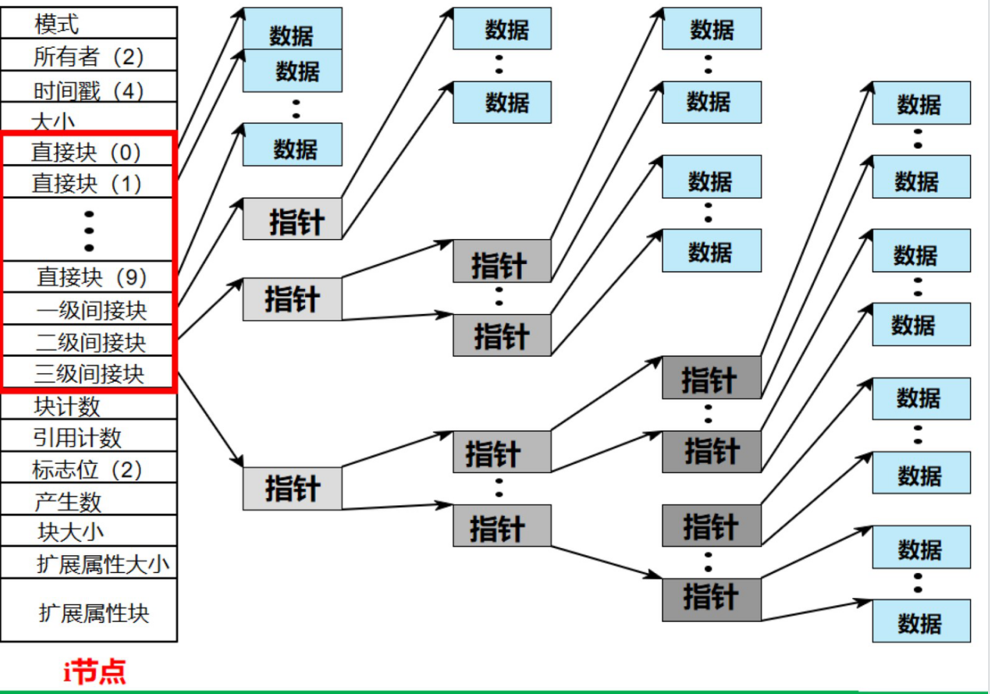 模式
所有者（2）
时间戳（4）
大小
直接块（0）
直接块（1）
直接块（9）
一级间接块
二级间接块
三级间接块
块计数
引用计数
标志位（2）
产生数
块大小
扩展属性大小
扩展属性块
i节点
数据
数据
数据
指针
指针
指针
数据
数据
指针
指针
指针
指针
数据
数据
数据
数据
指针
指针
指针
指针
数据
数据
数据
数据
数据
数据
数据
数据